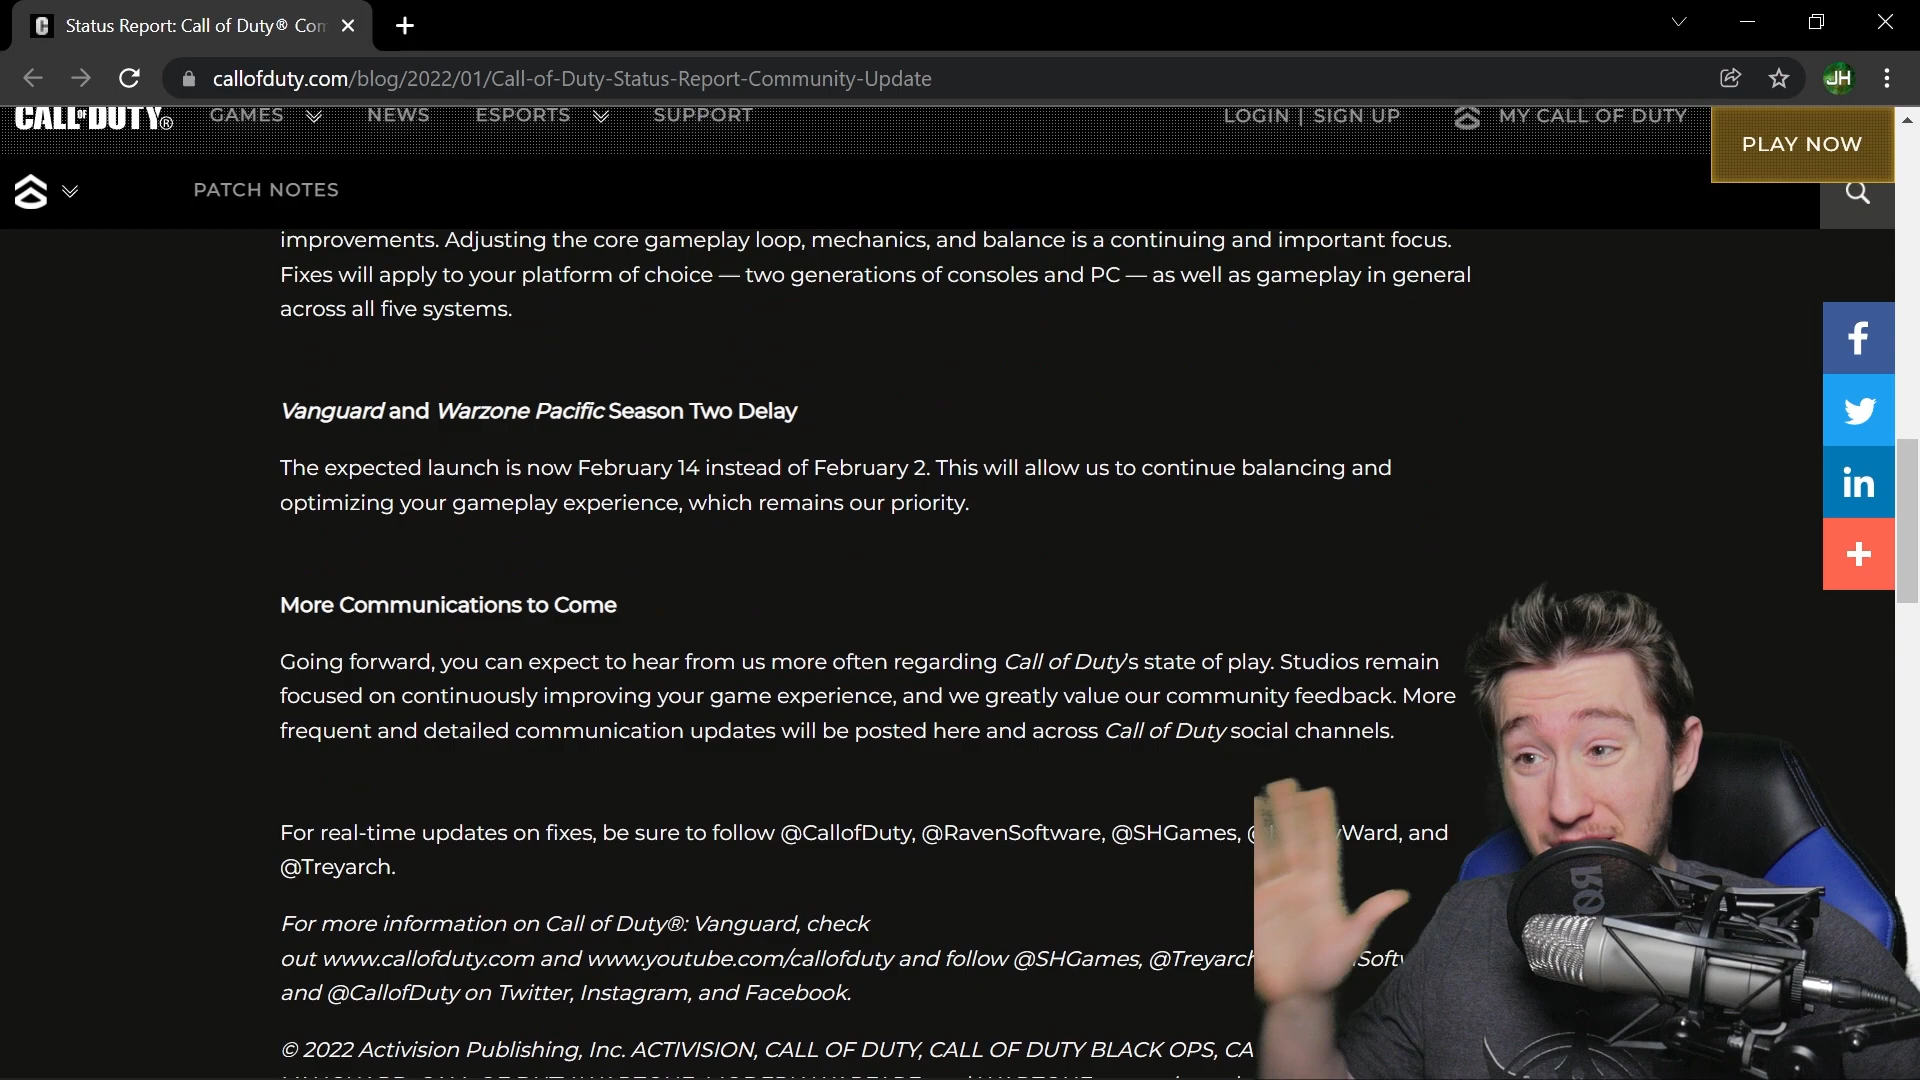 Status Report: Call of Duty® Com
callofduty.com/blog/2022/01/Call-of-Duty-Status-Report-Community-Update
JH
CALL OF DUTY®
GAMES
NEWS
ESPORTS
SUPPORT
LOGIN | SIGN UP
MY CALL OF DUTY
PLAY NOW
PATCH NOTES
improvements. Adjusting the core gameplay loop, mechanics, and balance is a continuing and important focus.
Fixes will apply to your platform of choice — two generations of consoles and PC — as well as gameplay in general
across all five systems.
Vanguard and Warzone Pacific Season Two Delay
The expected launch is now February 14 instead of February 2. This will allow us to continue balancing and
optimizing your gameplay experience, which remains our priority.
More Communications to Come
Going forward, you can expect to hear from us more often regarding Call of Duty's state of play. Studios remain
focused on continuously improving your game experience, and we greatly value our community feedback. More
frequent and detailed communication updates will be posted here and across Call of Duty social channels.
For real-time updates on fixes, be sure to follow @CallofDuty, @RavenSoftware, @SHGames, Ward, and
@Treyarch.
For more information on Call of Duty®: Vanguard, check
out www.callofduty.com and www.youtube.com/callofduty and follow @SHGames, @Treyarch
and @CallofDuty on Twitter, Instagram, and Facebook.
© 2022 Activision Publishing, Inc. ACTIVISION, CALL OF DUTY, CALL OF DUTY BLACK OPS, CA